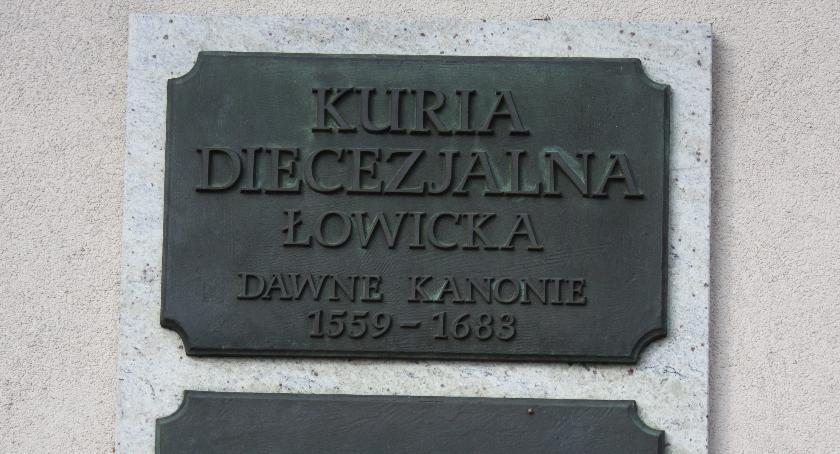 KURIA
DIECEZJALNA
ŁOWICKA
DAWNE KANONIE
1559 – 1683